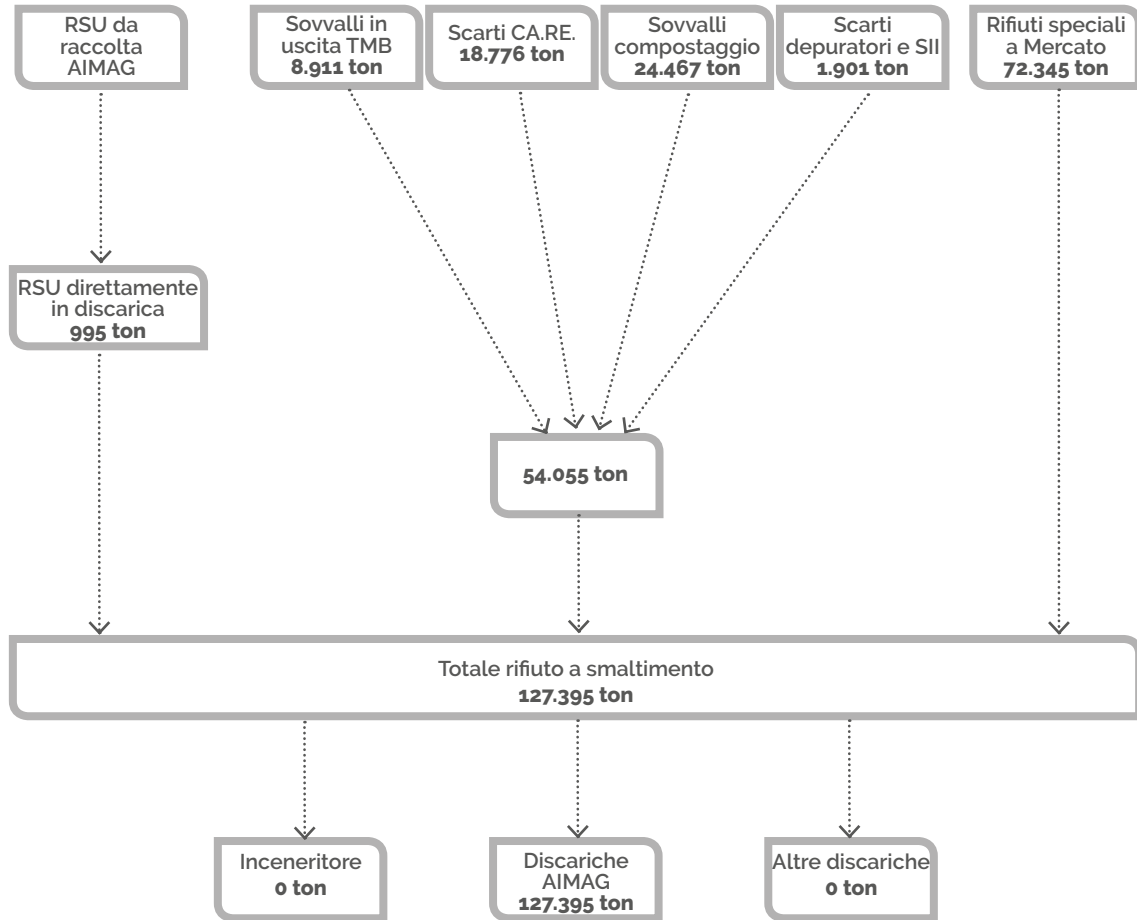 RSU da
raccolta
AIMAG
Sovvalli in
uscita TMB
8.911 ton
Scarti CA.RE.
18.776 ton
Sovvalli
compostaggio
24.467 ton
Scarti
depuratori e SII
1.901 ton
Rifiuti speciali
a Mercato
72.345 ton
RSU direttamente
in discarica
995 ton
54.055 ton
Totale rifiuto a smaltimento
127.395 ton
Inceneritore
0 ton
Discariche
AIMAG
127.395 ton
Altre discariche
0 ton